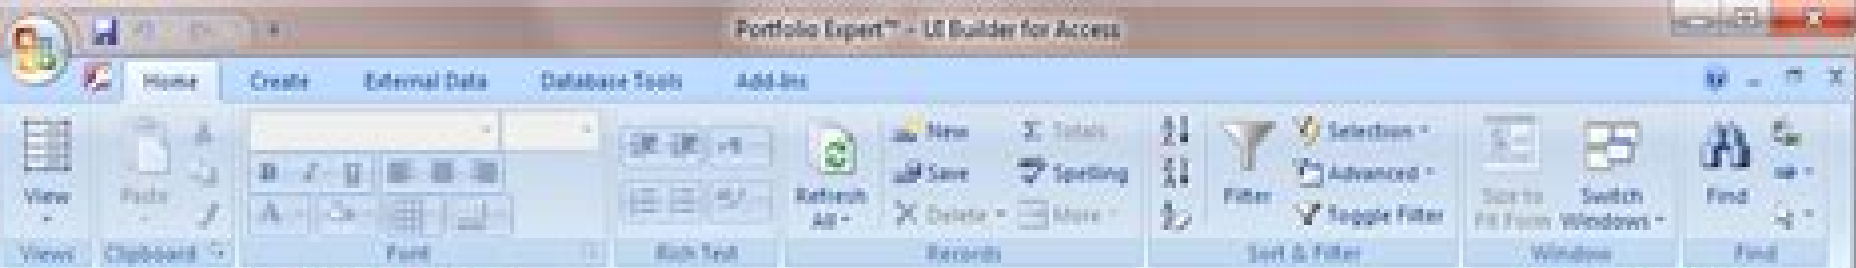 Portfolio Expert™ - UI Builder for Access
Home Create External Data Database Tools Add-Ins
New Σ Totals Selection
Save Spelling Advanced
View Paste B I U Refresh All Delete More Filter Toggle Filter Size to Fit Form Switch Windows Find
Views Clipboard Font Rich Text Records Sort & Filter Window Find